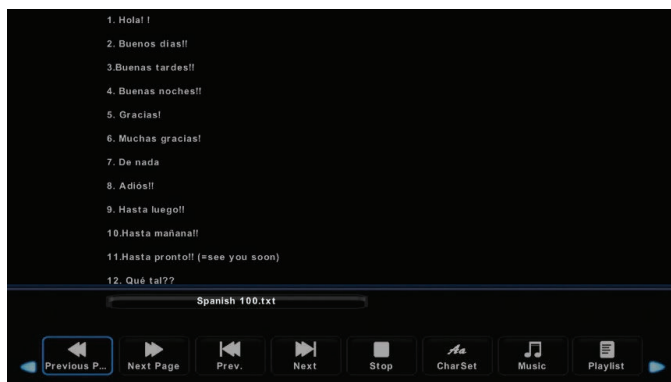 1. Hola! !
2. Buenos dias!!
3.Buenas tardes!!
4. Buenas noches!!
5. Gracias!
6. Muchas gracias!
7. De nada
8. Adiós!!
9. Hasta luego!!
10.Hasta mañana!!
11.Hasta pronto!! (=see you soon)
12. Qué tal??
Spanish 100.txt
Aa
Previous P... Next Page Prev. Next Stop CharSet Music Playlist